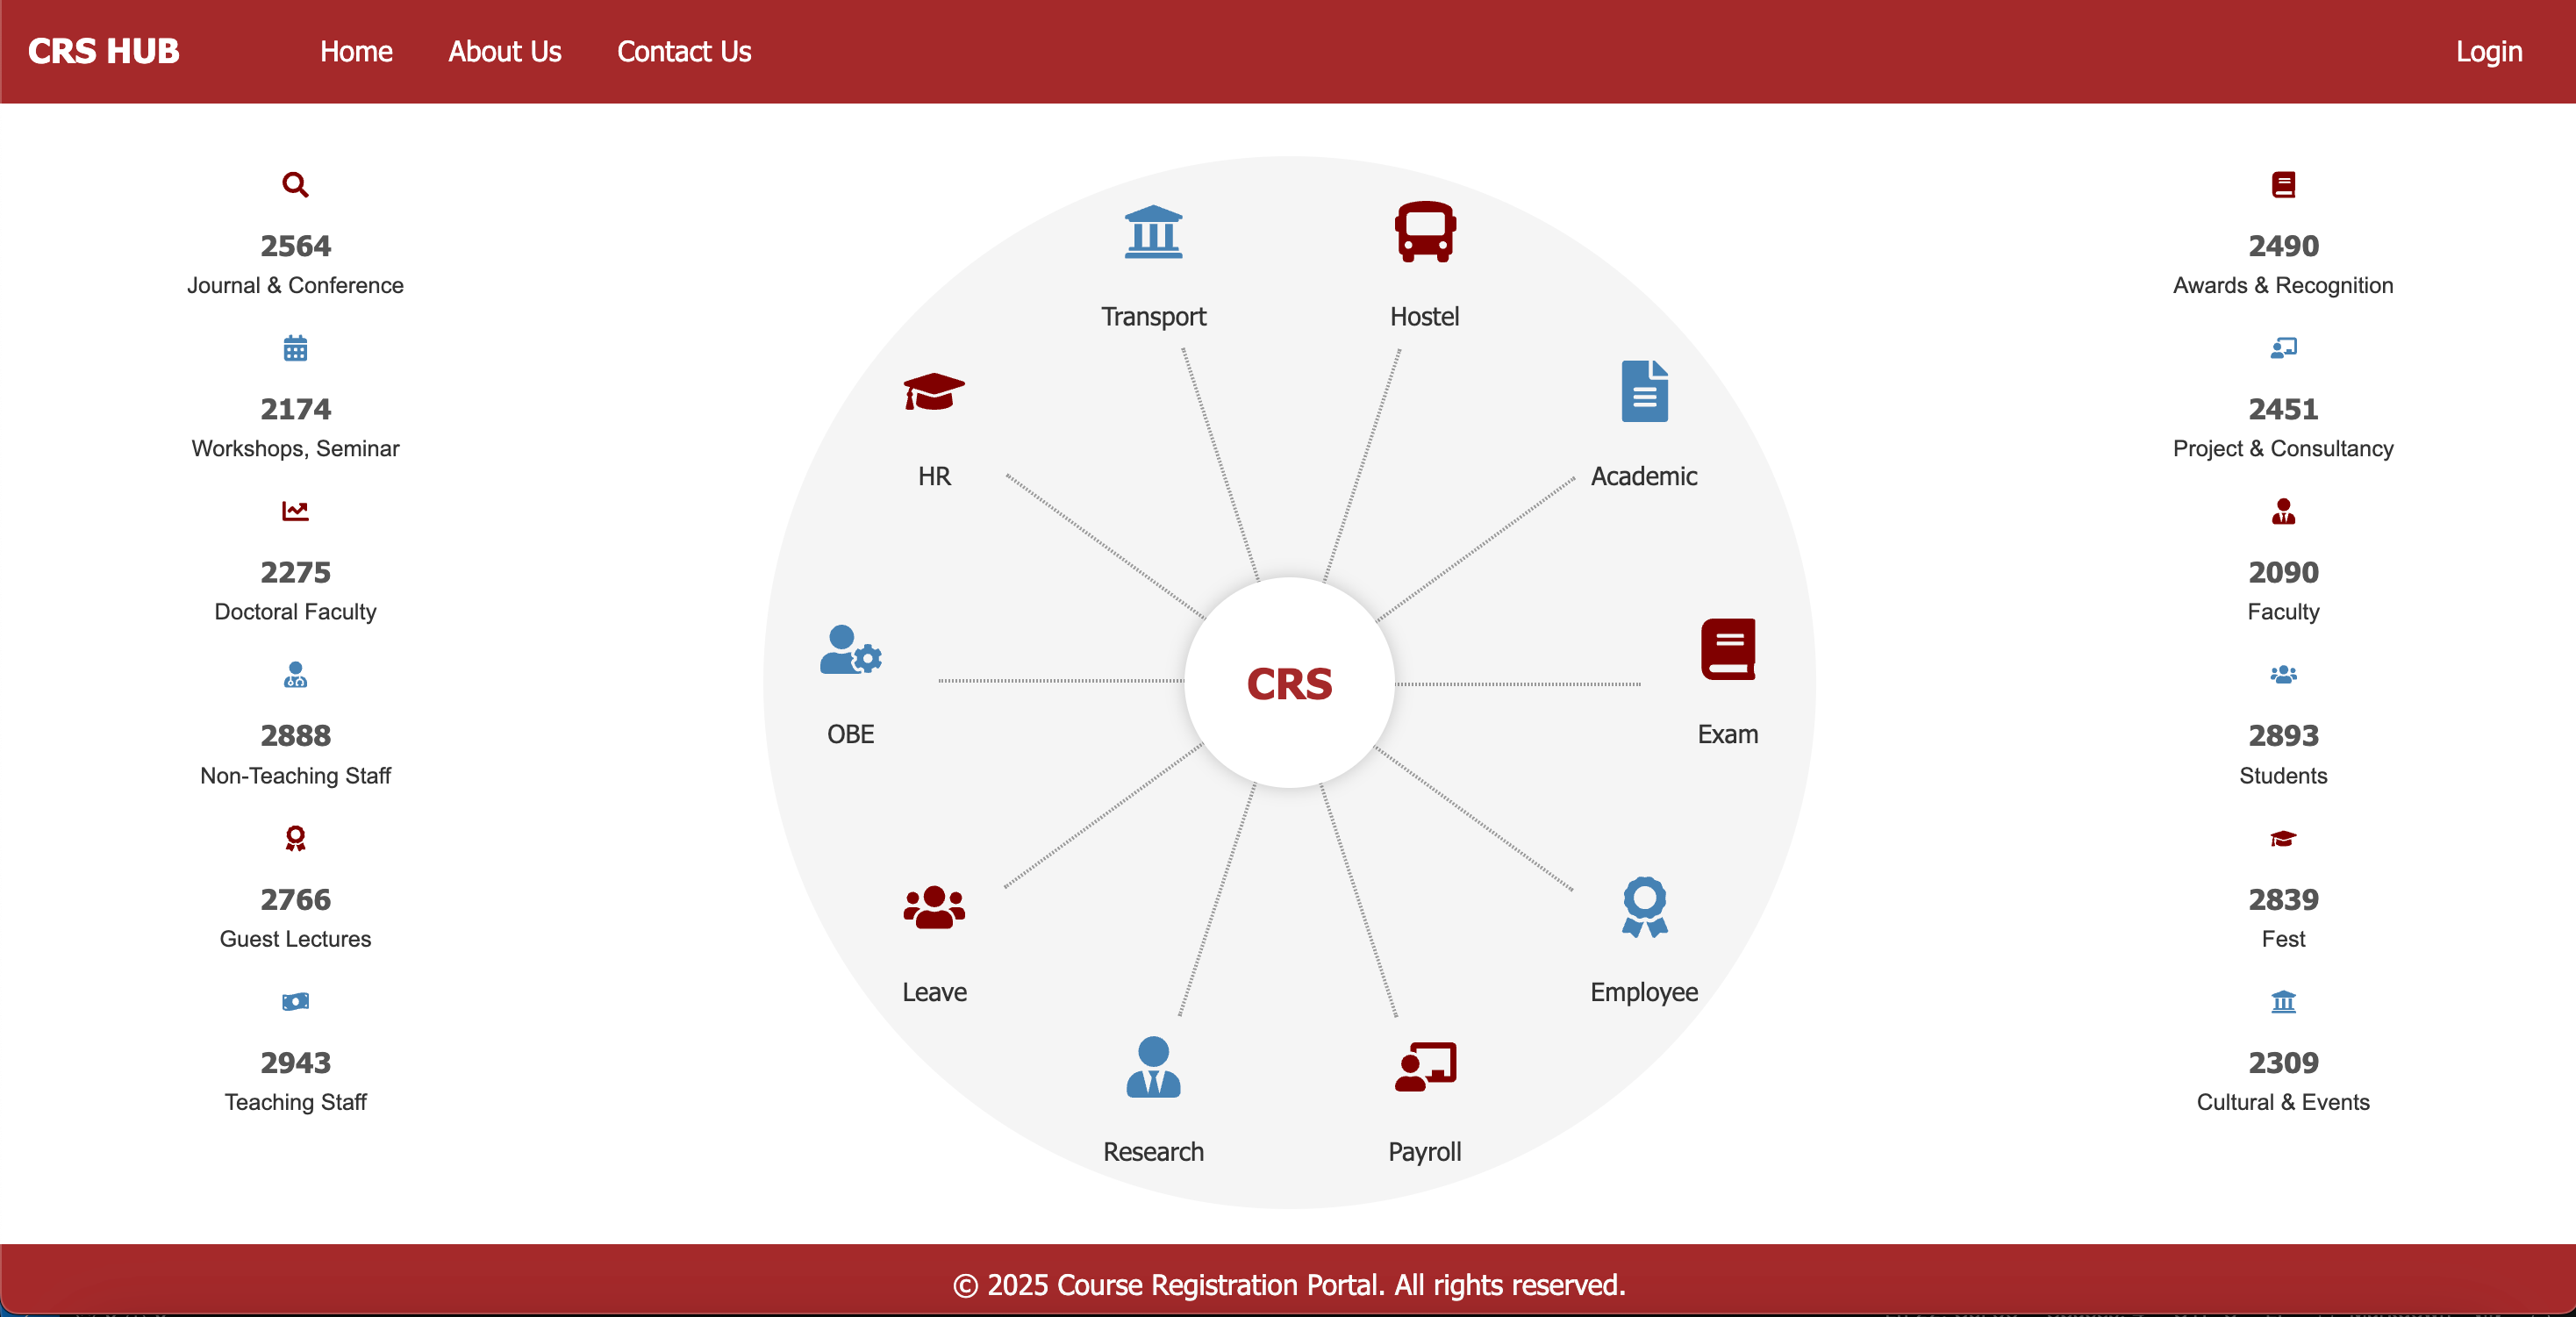 CRS HUB
Home
About Us
Contact Us
Login
2564
Journal & Conference
2174
Workshops, Seminar
2275
Doctoral Faculty
2888
Non-Teaching Staff
2766
Guest Lectures
2943
Teaching Staff
Transport
Hostel
HR
Academic
OBE
CRS
Exam
Leave
Employee
Research
Payroll
2490
Awards & Recognition
2451
Project & Consultancy
2090
Faculty
2893
Students
2839
Fest
2309
Cultural & Events
© 2025 Course Registration Portal. All rights reserved.